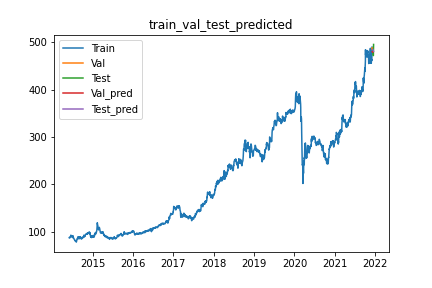 train_val_test_predicted
500
400
300
200
100
Train
Val
Test
Val_pred
Test_pred
2015 2016 2017 2018 2019 2020 2021 2022